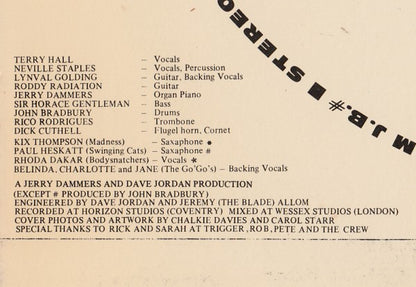 STEREO
M J.B.#
TERRY HALL – Vocals
NEVILLE STAPLES – Vocals, Percussion
LYNVAL GOLDING – Guitar, Backing Vocals
RODDY RADIATION – Guitar
JERRY DAMMERS – Organ Piano
SIR HORACE GENTLEMAN – Bass
JOHN BRADBURY – Drums
RICO RODRIGUES – Trombone
DICK CUTHELL – Flugel horn, Cornet
KIX THOMPSON (Madness) – Saxophone ●
PAUL HESKATT (Swinging Cats) – Saxophone #
RHODA DAKAR (Bodysnatchers) – Vocals ★
BELINDA, CHARLOTTE and JANE (The Go'Go's) – Backing Vocals
A JERRY DAMMERS AND DAVE JORDAN PRODUCTION
(EXCEPT # PRODUCED BY JOHN BRADBURY)
ENGINEERED BY DAVE JORDAN AND JEREMY (THE BLADE) ALLOM
RECORDED AT HORIZON STUDIOS (COVENTRY) MIXED AT WESSEX STUDIOS (LONDON)
COVER PHOTOS AND ARTWORK BY CHALKIE DAVIES AND CAROL STARR
SPECIAL THANKS TO RICK AND SARAH AT TRIGGER, ROB, PETE AND THE CREW